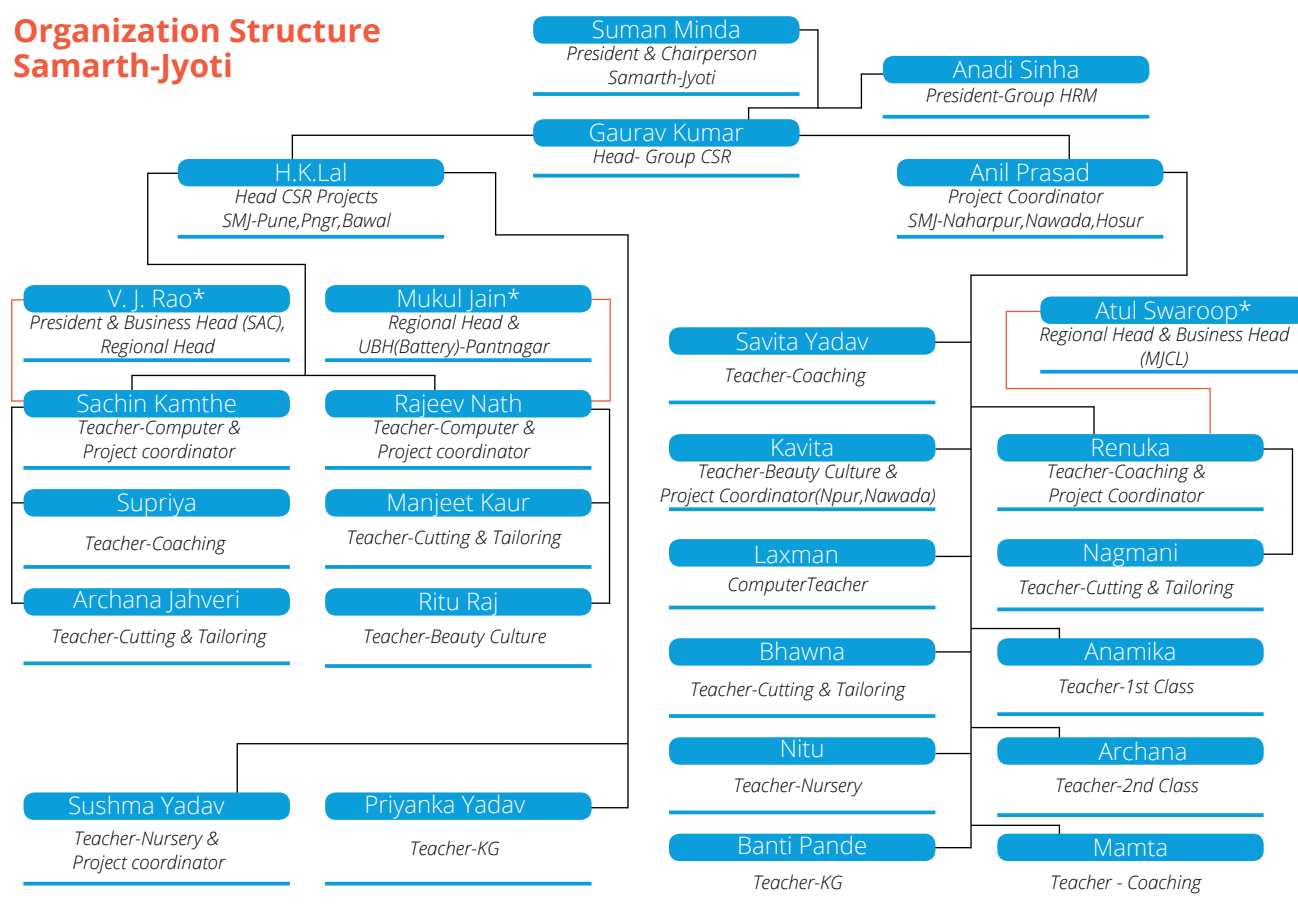 Organization Structure
Samarth-Jyoti
Suman Minda
President & Chairperson
Samarth-Jyoti
Anadi Sinha
President-Group HRM
Gaurav Kumar
Head- Group CSR
H.K.Lal
Head CSR Projects
SMJ-Pune,Pngr,Bawal
Anil Prasad
Project Coordinator
SMJ-Naharpur,Nawada,Hosur
V. J. Rao*
President & Business Head (SAC),
Regional Head
Mukul Jain*
Regional Head &
UBH(Battery)-Pantnagar
Atul Swaroop*
Regional Head & Business Head
(MJCL)
Savita Yadav
Teacher-Coaching
Sachin Kamthe
Teacher-Computer &
Project coordinator
Rajeev Nath
Teacher-Computer &
Project coordinator
Kavita
Teacher-Beauty Culture &
Project Coordinator(Npur,Nawada)
Renuka
Teacher-Coaching &
Project Coordinator
Supriya
Teacher-Coaching
Manjeet Kaur
Teacher-Cutting & Tailoring
Laxman
ComputerTeacher
Nagmani
Teacher-Cutting & Tailoring
Archana Jahveri
Teacher-Cutting & Tailoring
Ritu Raj
Teacher-Beauty Culture
Bhawna
Teacher-Cutting & Tailoring
Anamika
Teacher-1st Class
Nitu
Teacher-Nursery
Archana
Teacher-2nd Class
Sushma Yadav
Teacher-Nursery &
Project coordinator
Priyanka Yadav
Teacher-KG
Banti Pande
Teacher-KG
Mamta
Teacher - Coaching